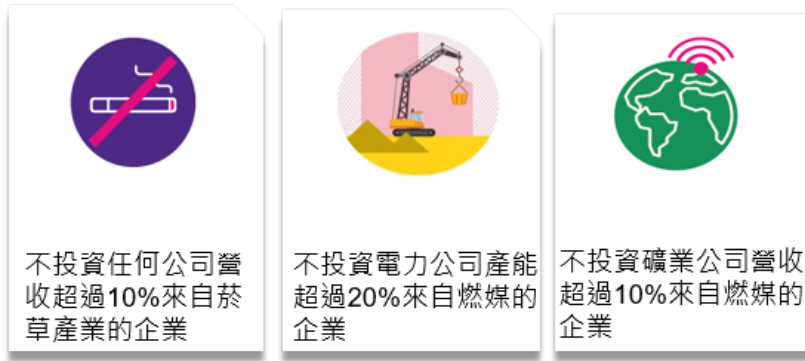 不投資任何公司營
收超過10%來自菸
草產業的企業
不投資電力公司產能
超過20%來自燃媒的
企業
不投資礦業公司營收
超過10%來自燃媒的
企業